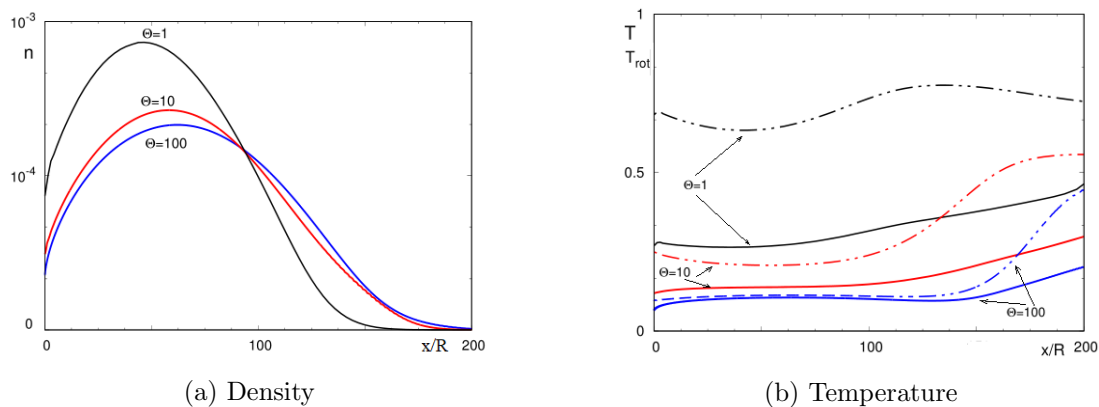 10⁻³
n
Θ=1
Θ=10
Θ=100
10⁻⁴
0
0
100
x/R
200
(a) Density
1
T
T_rot
0.5
0
Θ=1
Θ=10
Θ=100
0
100
x/R
200
(b) Temperature